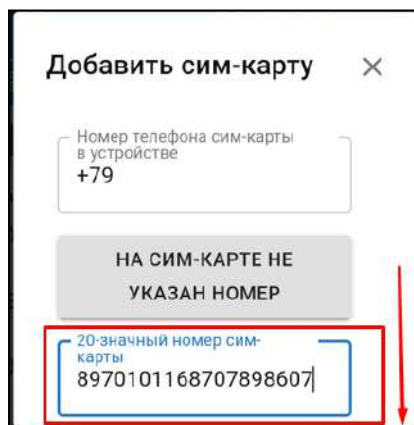 Добавить сим-карту
Номер телефона сим-карты
в устройстве
+79
НА СИМ-КАРТЕ НЕ
УКАЗАН НОМЕР
20-значный номер сим-
карты
8970101168707898607